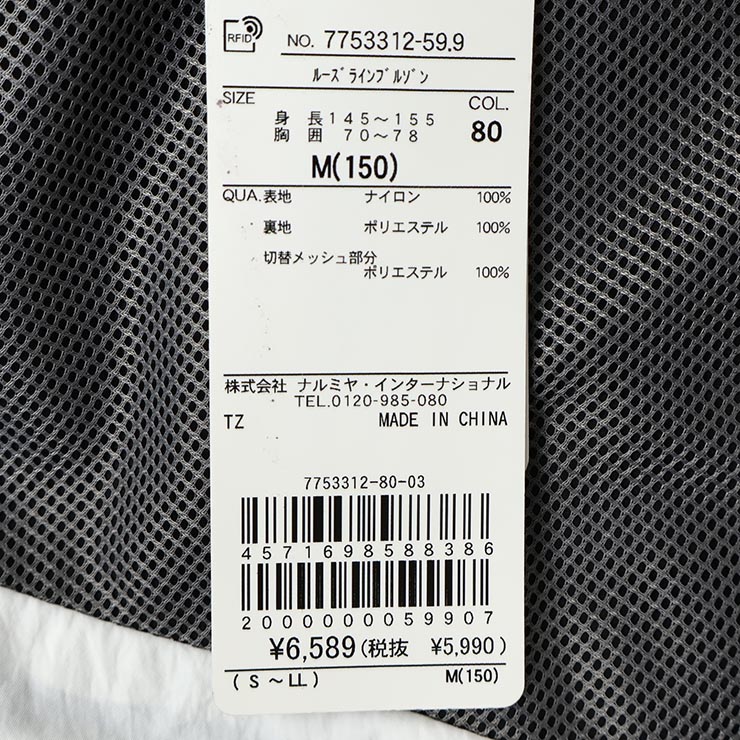 RFID
NO. 7753312-59.9
ルーズラインブルゾン
SIZE COL.
身 長 145～155
胸 囲 70～78 80
M(150)
QUA. 表地 ナイロン 100%
裏地 ポリエステル 100%
切替メッシュ部分
ポリエステル 100%
株式会社 ナルミヤ・インターナショナル
TEL.0120-985-080
TZ MADE IN CHINA
7753312-80-03
4571698588386
2000000059907
¥6,589(税抜 ¥5,990)
(S～LL) M(150)